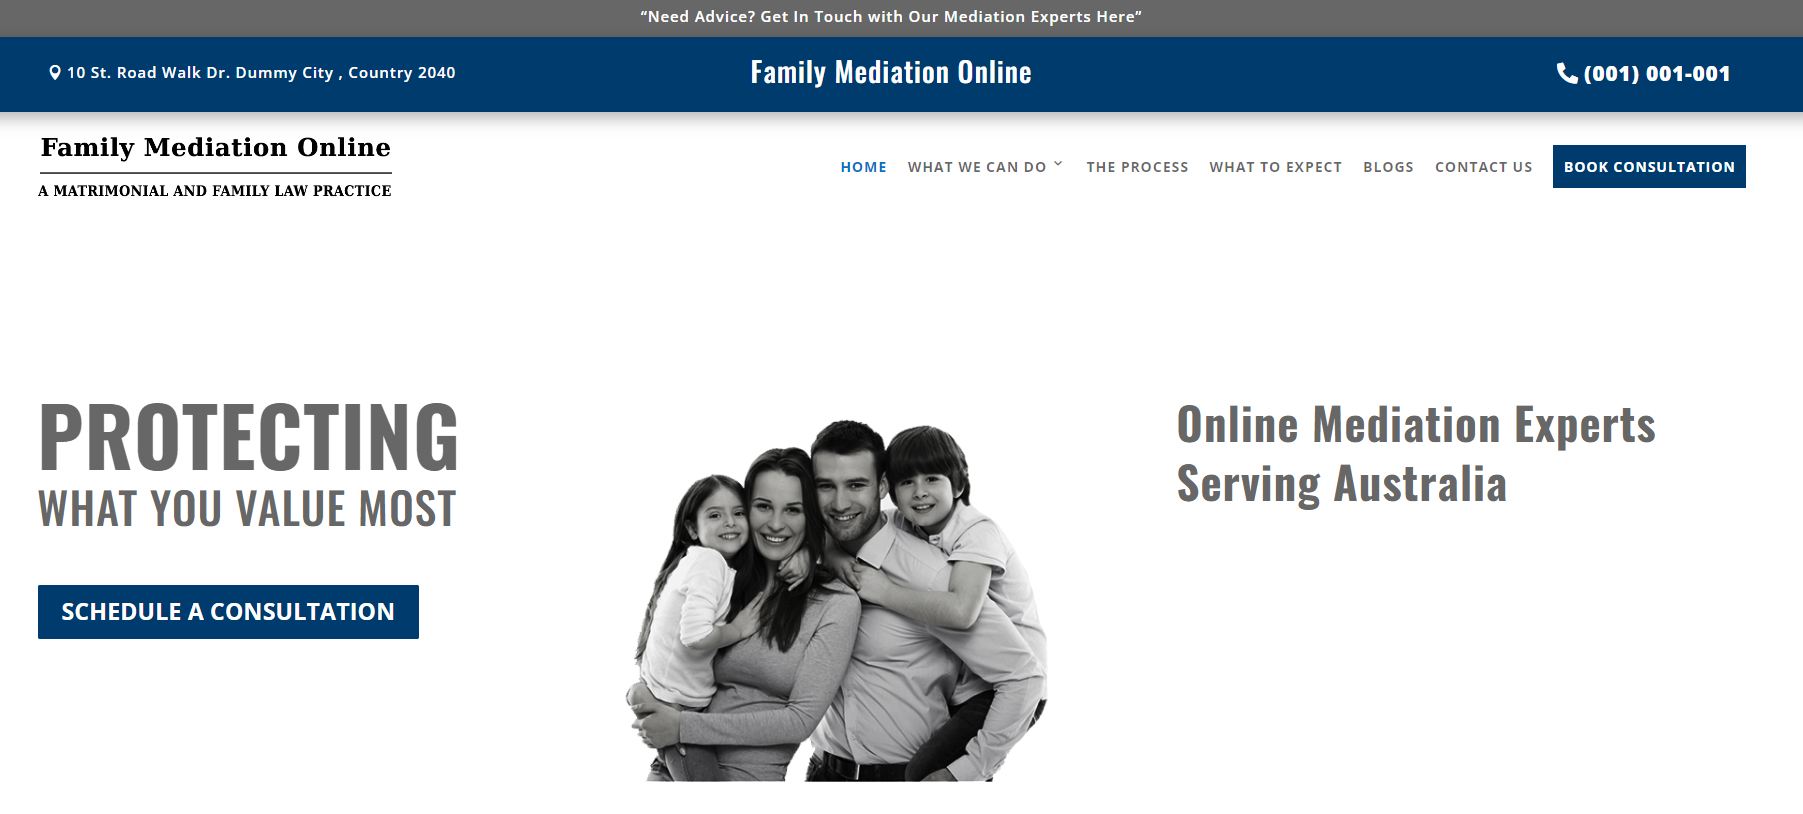 “Need Advice? Get In Touch with Our Mediation Experts Here”
10 St. Road Walk Dr. Dummy City , Country 2040
Family Mediation Online
(001) 001-001
Family Mediation Online
A MATRIMONIAL AND FAMILY LAW PRACTICE
HOME
WHAT WE CAN DO
THE PROCESS
WHAT TO EXPECT
BLOGS
CONTACT US
BOOK CONSULTATION
PROTECTING
WHAT YOU VALUE MOST
SCHEDULE A CONSULTATION
Online Mediation Experts
Serving Australia